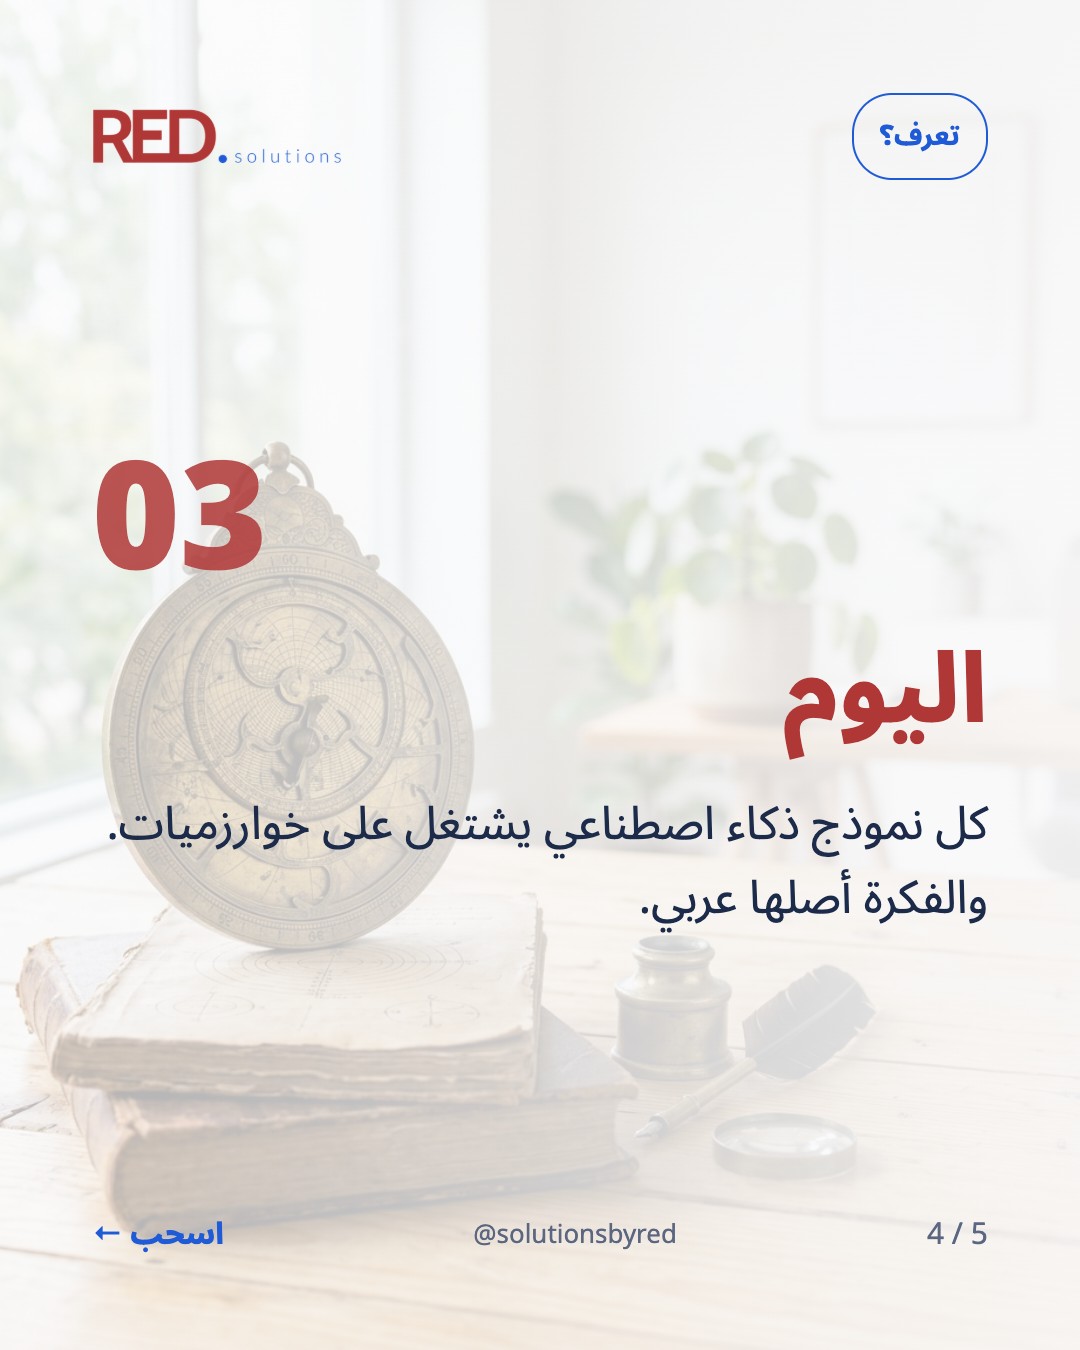 RED.solutions
تعرف؟
03
اليوم
كل نموذج ذكاء اصطناعي يشتغل على خوارزميات.
والفكرة أصلها عربي.
4 / 5
@solutionsbyred
اسحب ←